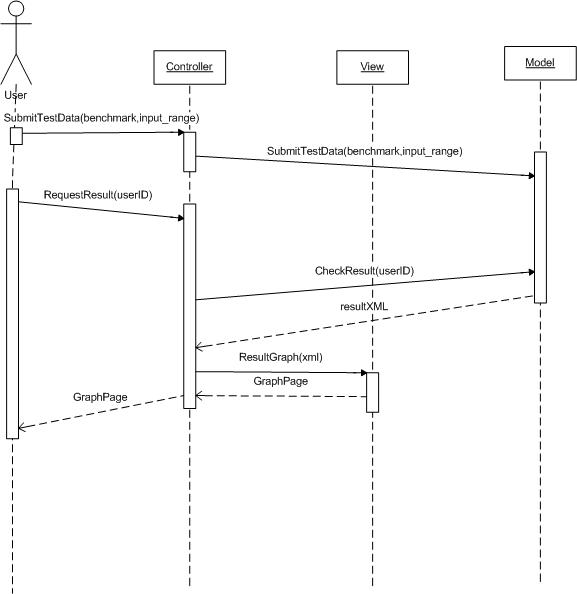 User
Controller
View
Model
SubmitTestData(benchmark,input_range)
SubmitTestData(benchmark,input_range)
RequestResult(userID)
CheckResult(userID)
resultXML
ResultGraph(xml)
GraphPage
GraphPage